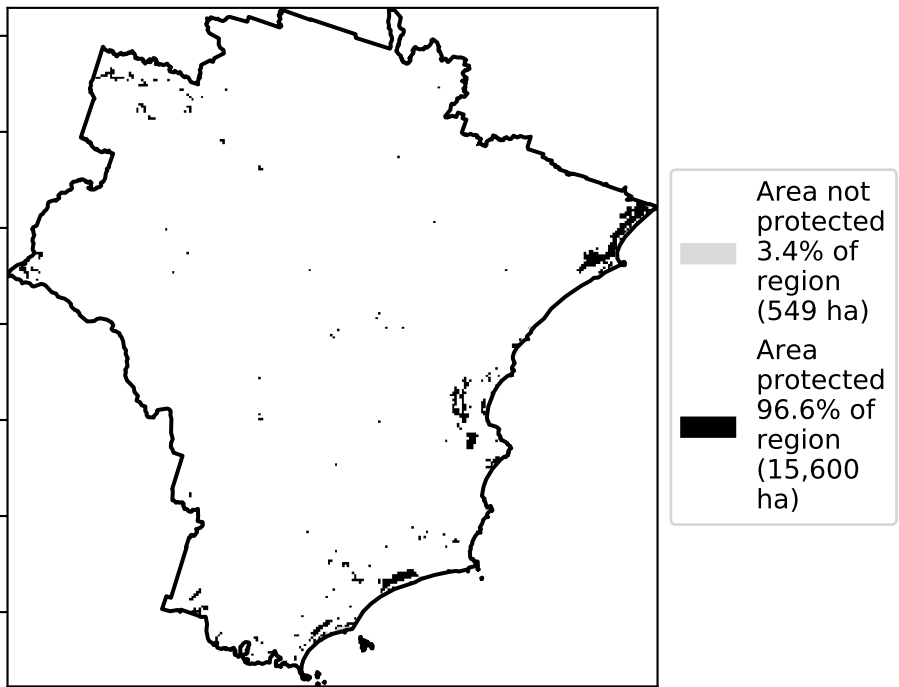 Area not
protected
3.4% of
region
(549 ha)
Area
protected
96.6% of
region
(15,600
ha)